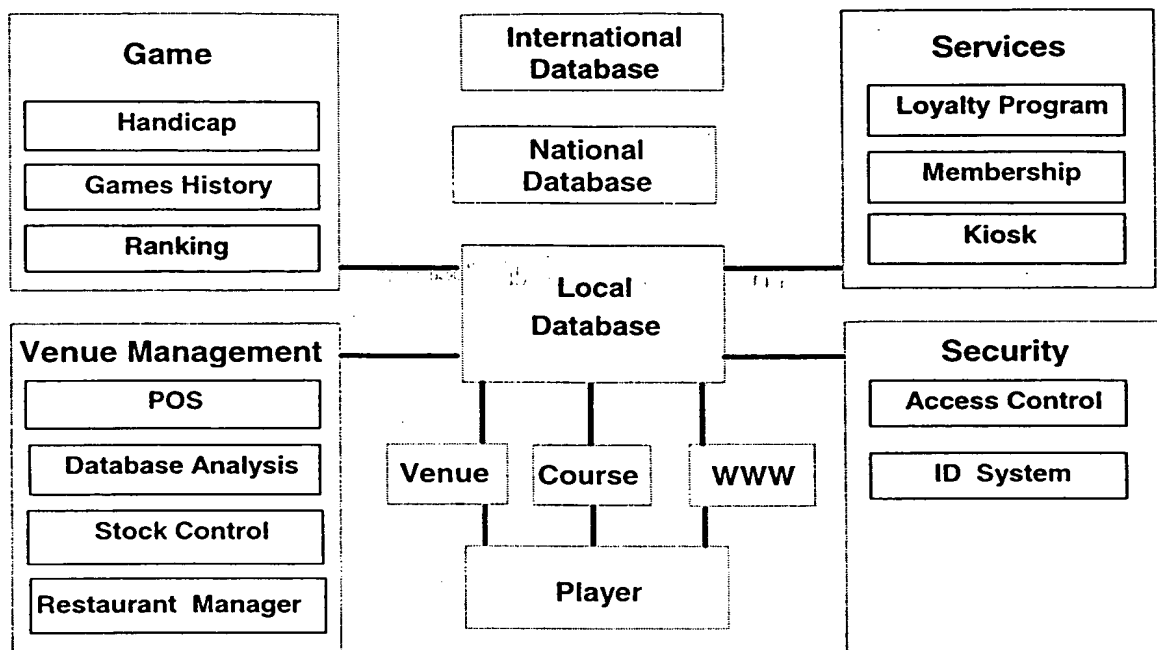 Game
Handicap
Games History
Ranking
International
Database
National
Database
Services
Loyalty Program
Membership
Kiosk
Local
Database
Venue Management
POS
Database Analysis
Stock Control
Restaurant Manager
Venue
Course
WWW
Player
Security
Access Control
ID System